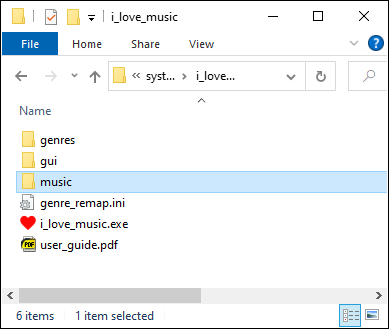 i_love_music
File Home Share View
syst... i_love...
Name
genres
gui
music
genre_remap.ini
i_love_music.exe
PDF user_guide.pdf
6 items 1 item selected